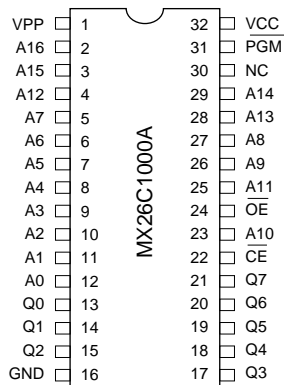 VPP 1 32 VCC
A16 2 31 PGM
A15 3 30 NC
A12 4 29 A14
A7 5 28 A13
A6 6 27 A8
A5 7 26 A9
A4 8 25 A11
A3 9 24 OE
A2 10 23 A10
A1 11 22 CE
A0 12 21 Q7
Q0 13 20 Q6
Q1 14 19 Q5
Q2 15 18 Q4
GND 16 17 Q3
MX26C1000A